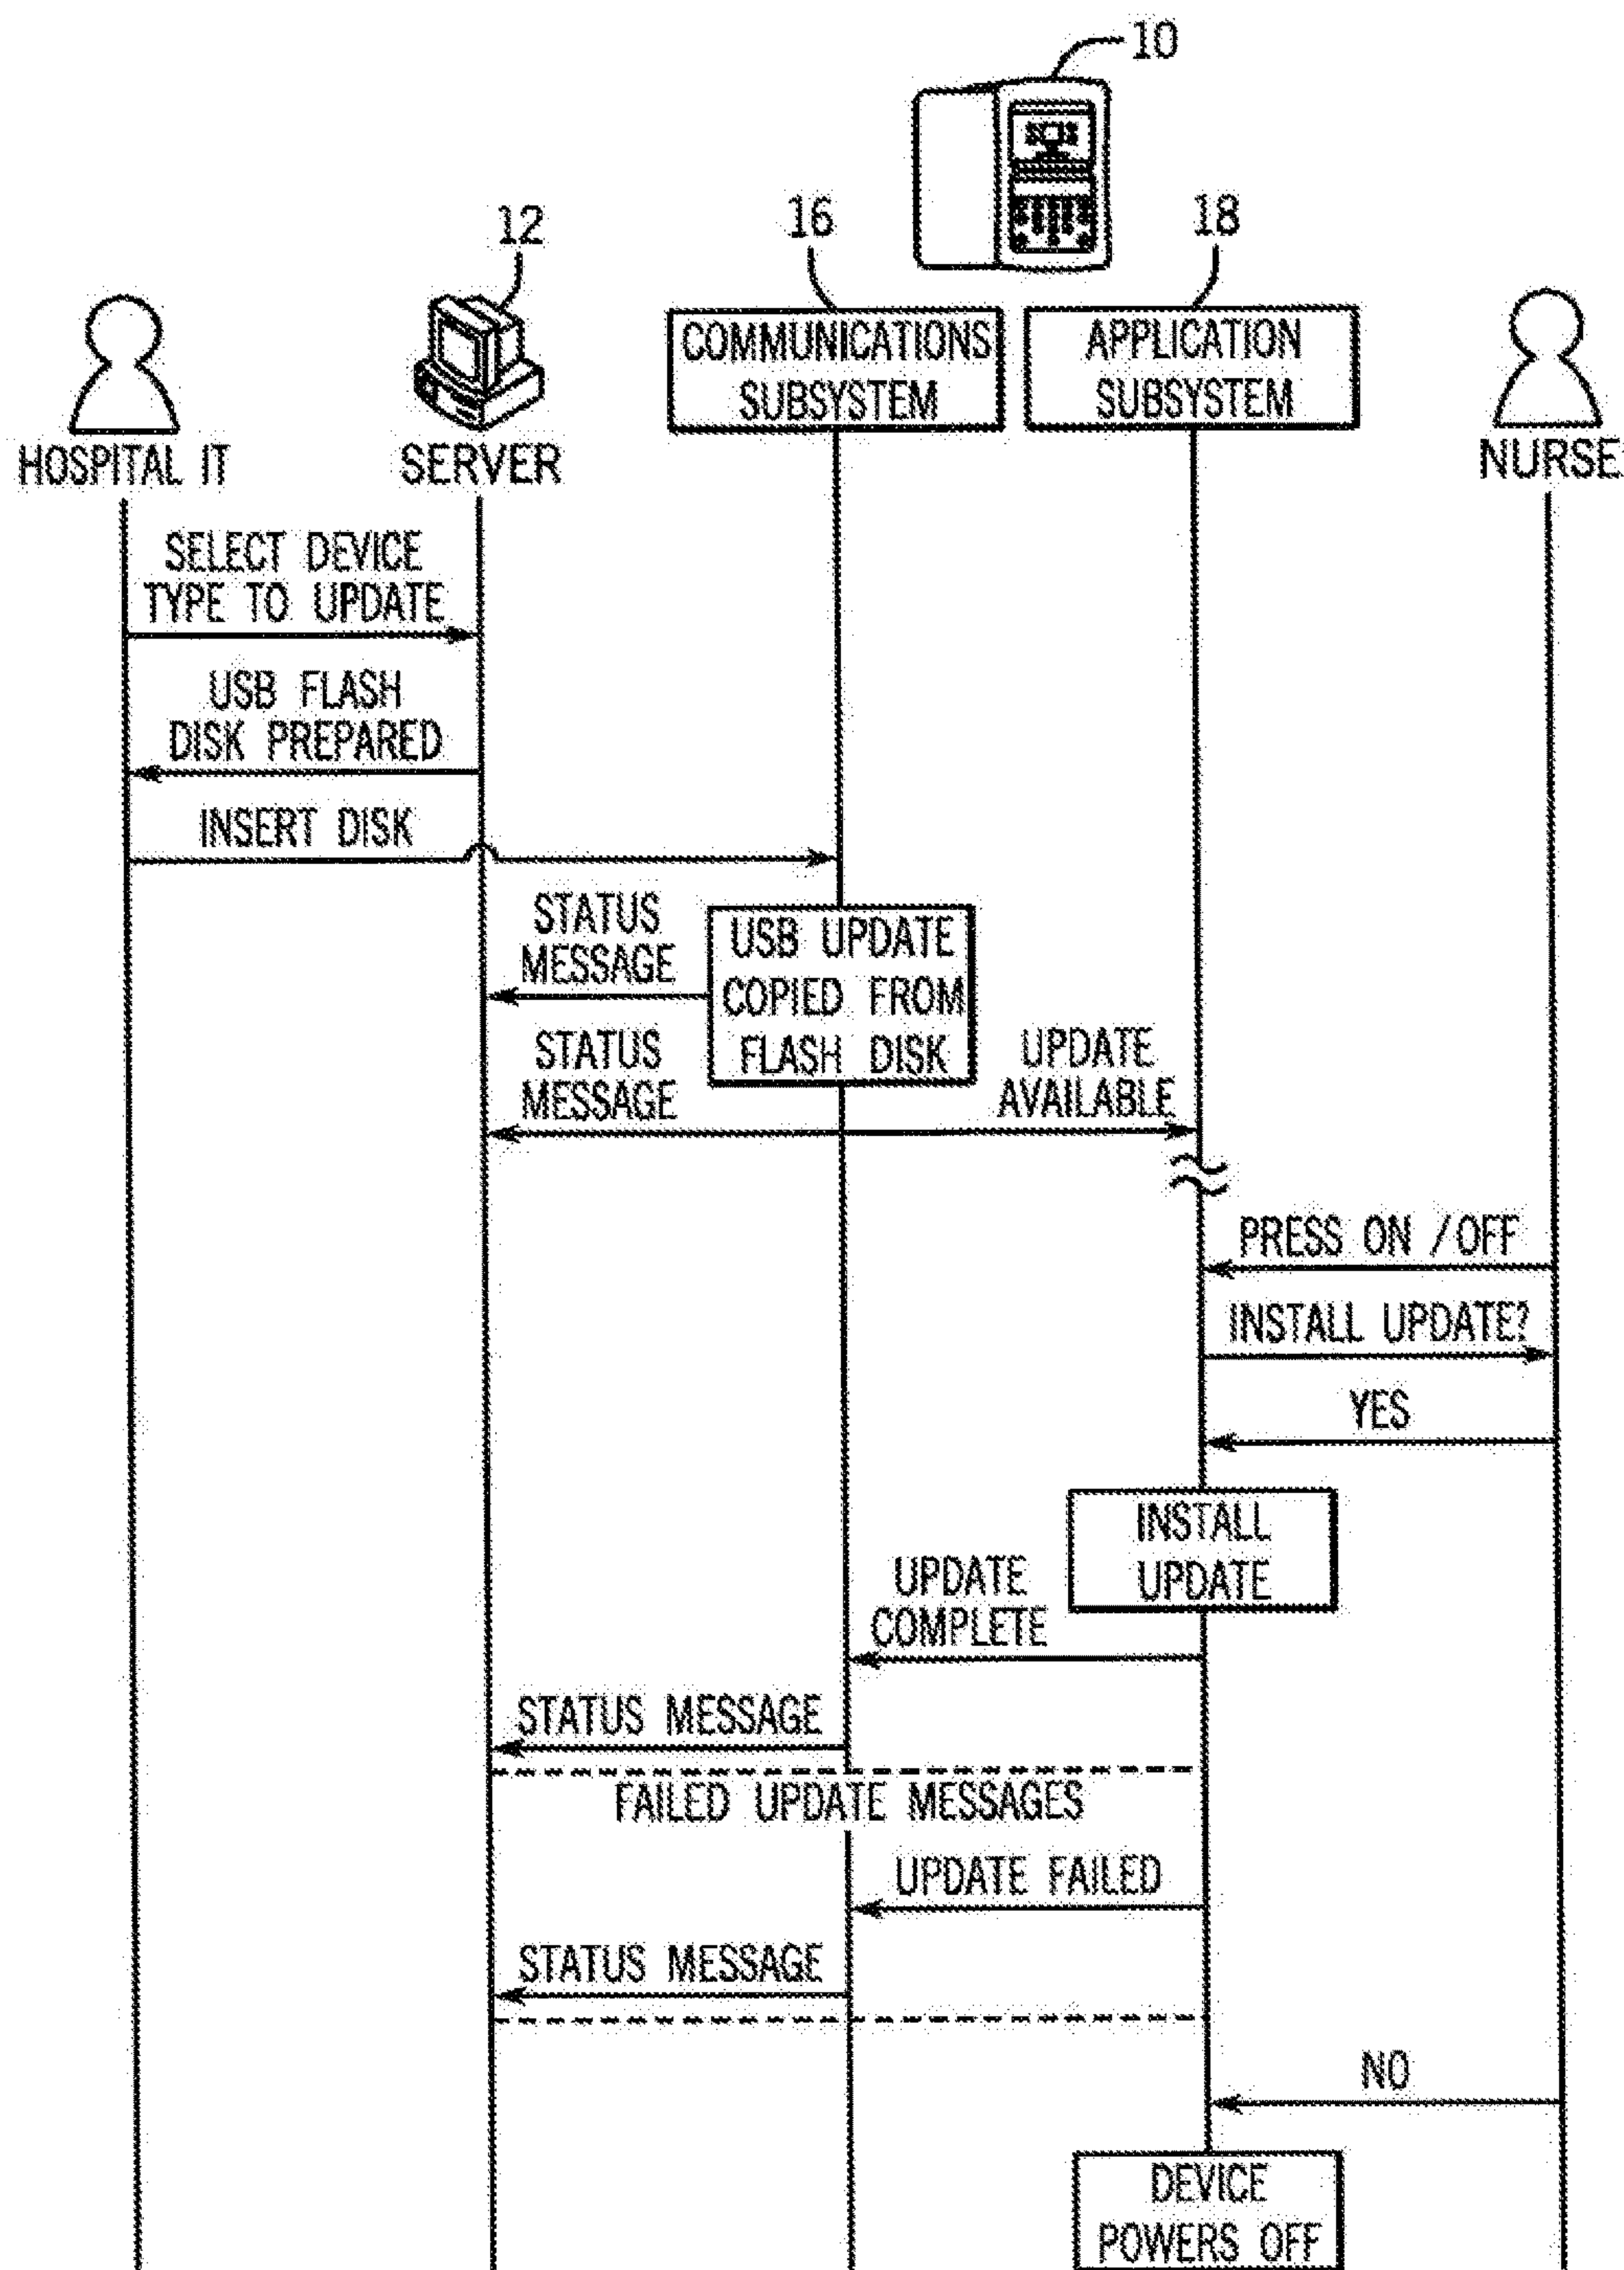 10
12
16
18
COMMUNICATIONS
SUBSYSTEM
APPLICATION
SUBSYSTEM
HOSPITAL IT
SERVER
NURSE
SELECT DEVICE
TYPE TO UPDATE
USB FLASH
DISK PREPARED
INSERT DISK
STATUS
MESSAGE
USB UPDATE
COPIED FROM
FLASH DISK
STATUS
MESSAGE
UPDATE
AVAILABLE
PRESS ON / OFF
INSTALL UPDATE?
YES
INSTALL
UPDATE
UPDATE
COMPLETE
STATUS MESSAGE
FAILED UPDATE MESSAGES
UPDATE FAILED
STATUS MESSAGE
NO
DEVICE
POWERS OFF